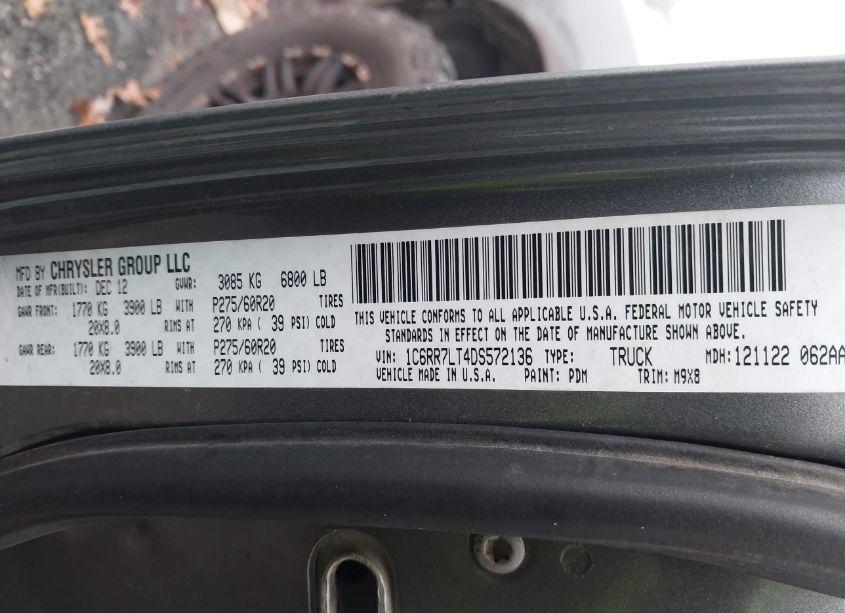 MFD BY CHRYSLER GROUP LLC
DATE OF MFR(BUILT): DEC 12 GVWR: 3085 KG 6800 LB
GAWR FRONT: 1770 KG 3900 LB WITH P275/60R20 TIRES
20X8.0 RIMS AT 270 KPA ( 39 PSI) COLD
GAWR REAR: 1770 KG 3900 LB WITH P275/60R20 TIRES
20X8.0 RIMS AT 270 KPA ( 39 PSI) COLD
THIS VEHICLE CONFORMS TO ALL APPLICABLE U.S.A. FEDERAL MOTOR VEHICLE SAFETY
STANDARDS IN EFFECT ON THE DATE OF MANUFACTURE SHOWN ABOVE.
VIN: 1C6RR7LT4DS572136 TYPE: TRUCK MDH: 121122 062AA
VEHICLE MADE IN U.S.A. PAINT: PDM TRIM: M9X8